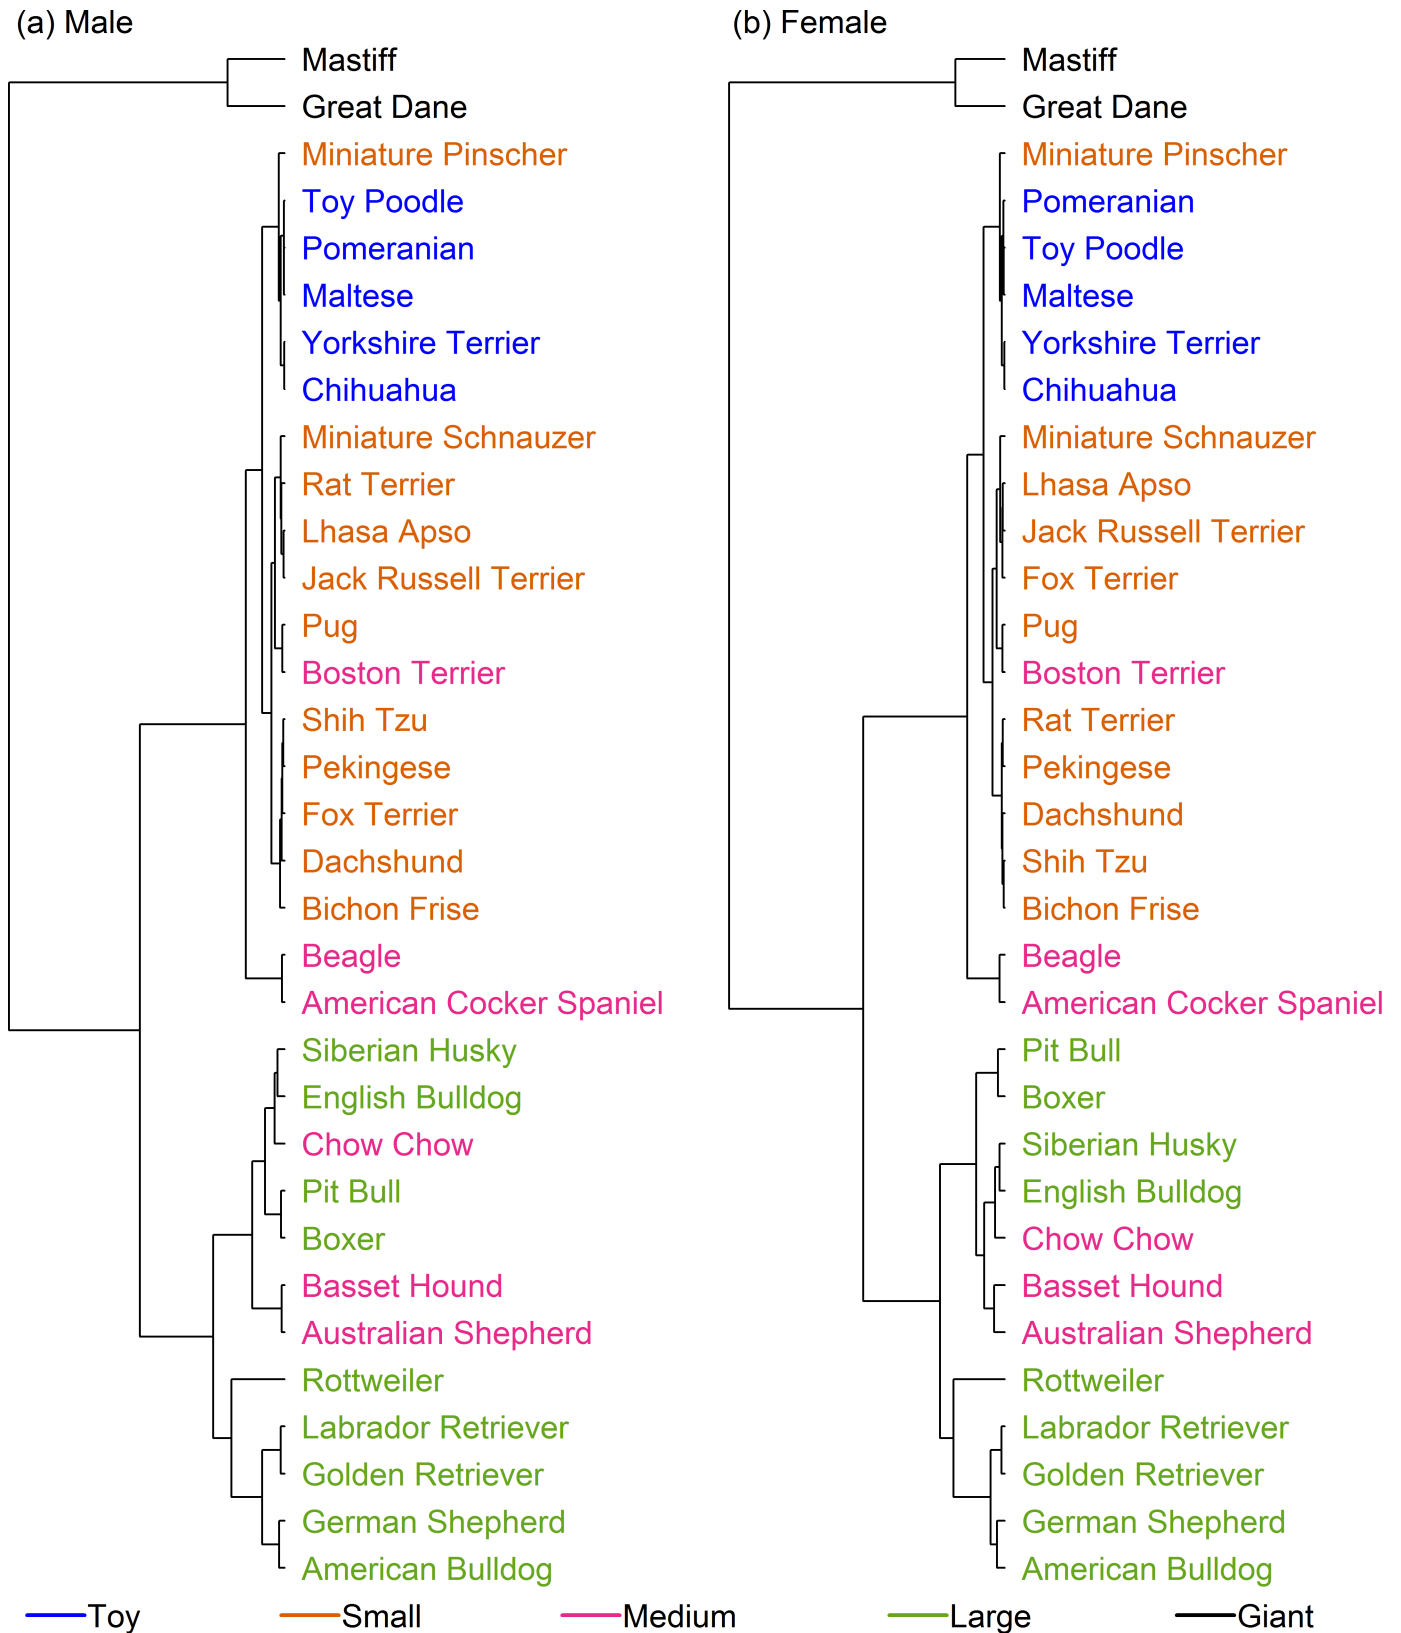 (a) Male
Mastiff
Great Dane
Miniature Pinscher
Toy Poodle
Pomeranian
Maltese
Yorkshire Terrier
Chihuahua
Miniature Schnauzer
Rat Terrier
Lhasa Apso
Jack Russell Terrier
Pug
Boston Terrier
Shih Tzu
Pekingese
Fox Terrier
Dachshund
Bichon Frise
Beagle
American Cocker Spaniel
Siberian Husky
English Bulldog
Chow Chow
Pit Bull
Boxer
Basset Hound
Australian Shepherd
Rottweiler
Labrador Retriever
Golden Retriever
German Shepherd
American Bulldog
(b) Female
Mastiff
Great Dane
Miniature Pinscher
Pomeranian
Toy Poodle
Maltese
Yorkshire Terrier
Chihuahua
Miniature Schnauzer
Lhasa Apso
Jack Russell Terrier
Fox Terrier
Pug
Boston Terrier
Rat Terrier
Pekingese
Dachshund
Shih Tzu
Bichon Frise
Beagle
American Cocker Spaniel
Pit Bull
Boxer
Siberian Husky
English Bulldog
Chow Chow
Basset Hound
Australian Shepherd
Rottweiler
Labrador Retriever
Golden Retriever
German Shepherd
American Bulldog
Toy Small Medium Large Giant